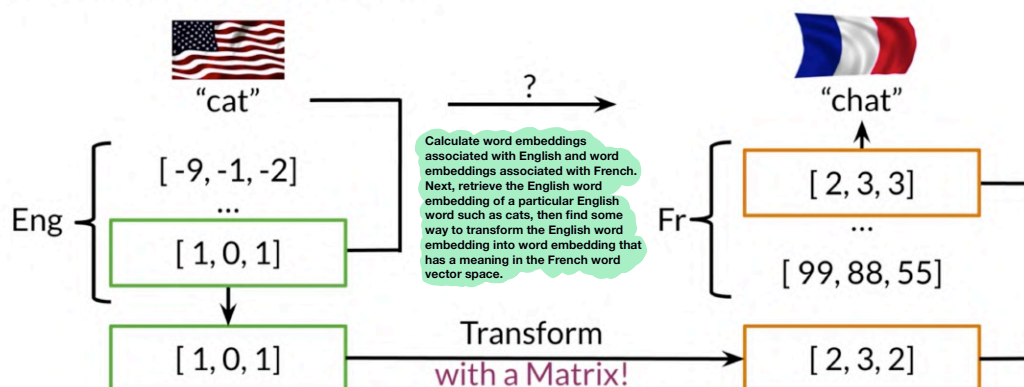 “cat”
?
“chat”
Calculate word embeddings
associated with English and word
embeddings associated with French.
Next, retrieve the English word
embedding of a particular English
word such as cats, then find some
way to transform the English word
embedding into word embedding that
has a meaning in the French word
vector space.
Eng
[ -9, -1, -2]
...
[ 1, 0, 1]
Fr
[ 2, 3, 3]
...
[ 99, 88, 55]
[ 1, 0, 1]
Transform
with a Matrix!
[ 2, 3, 2]